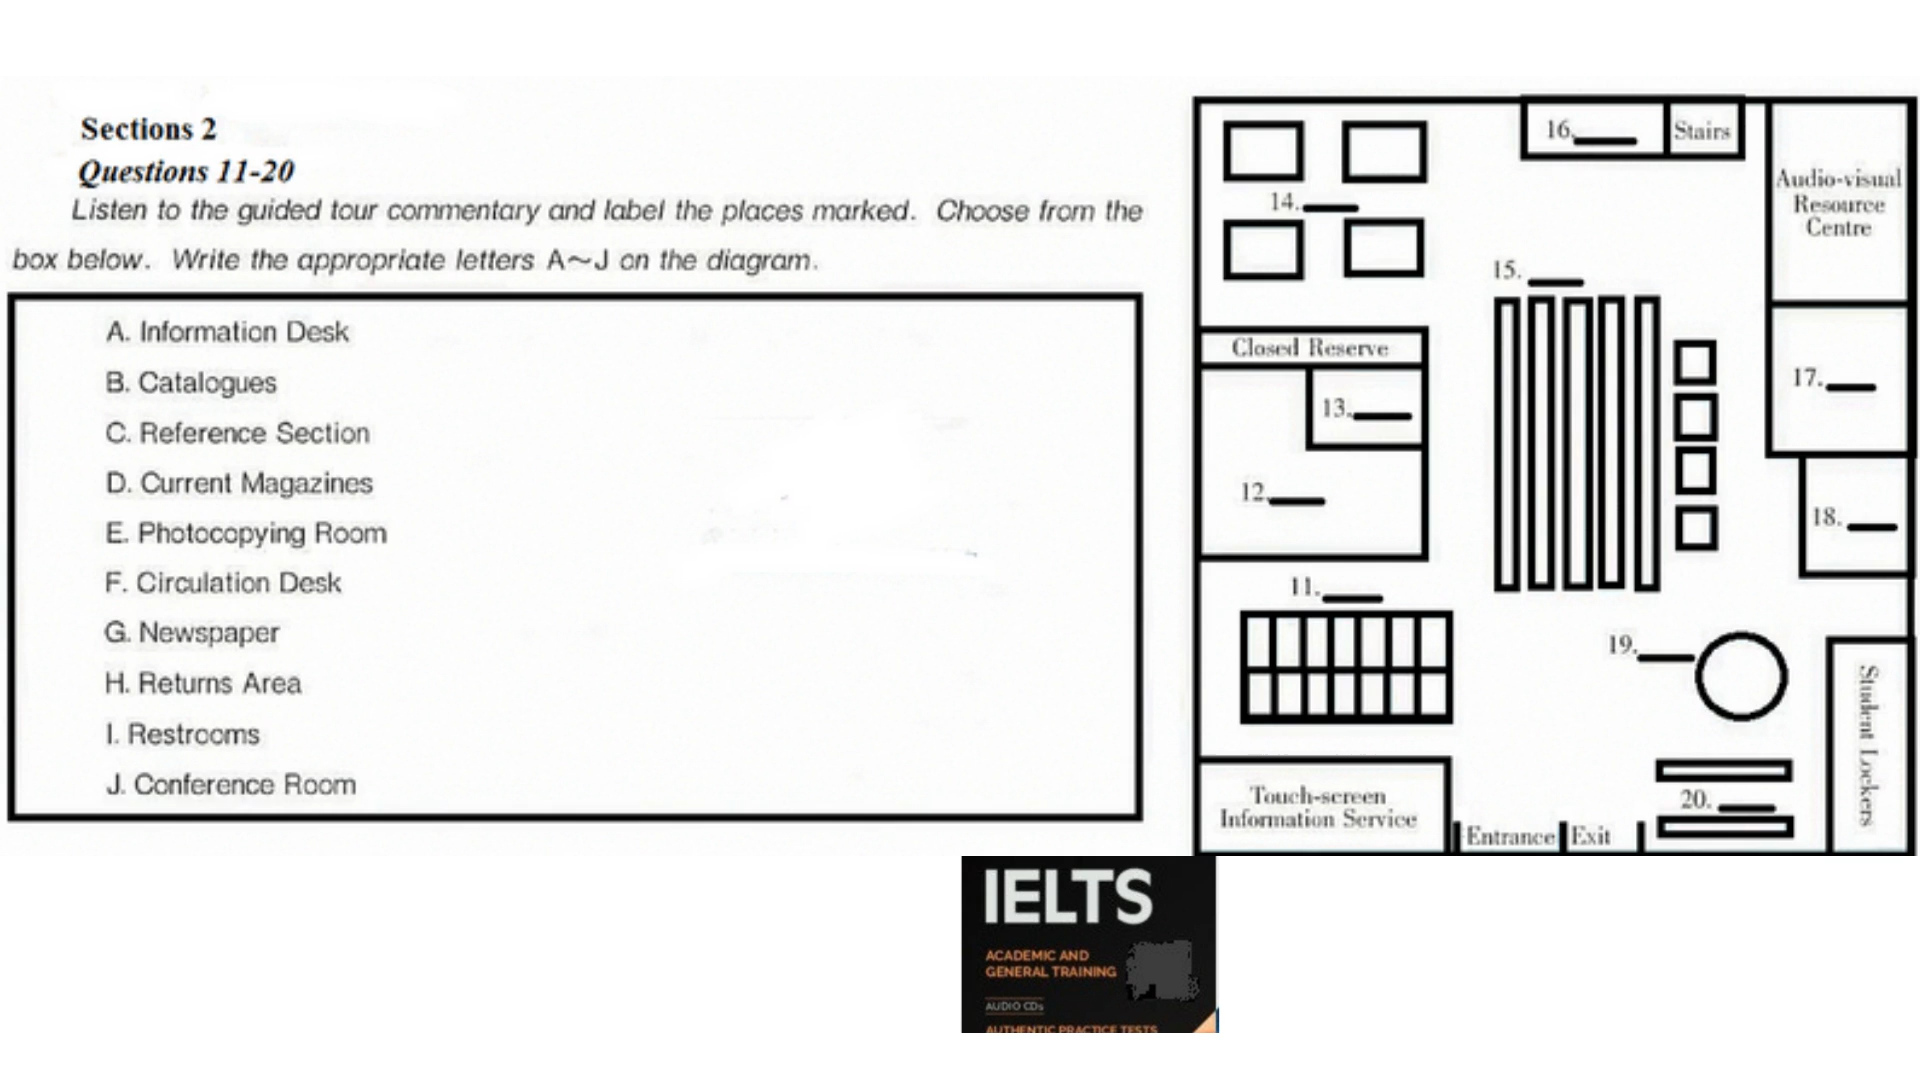 Sections 2
Questions 11-20
Listen to the guided tour commentary and label the places marked. Choose from the
box below. Write the appropriate letters A~J on the diagram.
A. Information Desk
B. Catalogues
C. Reference Section
D. Current Magazines
E. Photocopying Room
F. Circulation Desk
G. Newspaper
H. Returns Area
I. Restrooms
J. Conference Room
16.
Stairs
Audio-visual
Resource
Centre
14.
15.
Closed Reserve
13.
17.
12
18.
11.
19.
Student Lockers
Touch-screen
Information Service
20.
Entrance
Exit
IELTS
ACADEMIC AND
GENERAL TRAINING
AUDIO CDs
AUTHENTIC PRACTICE TESTS